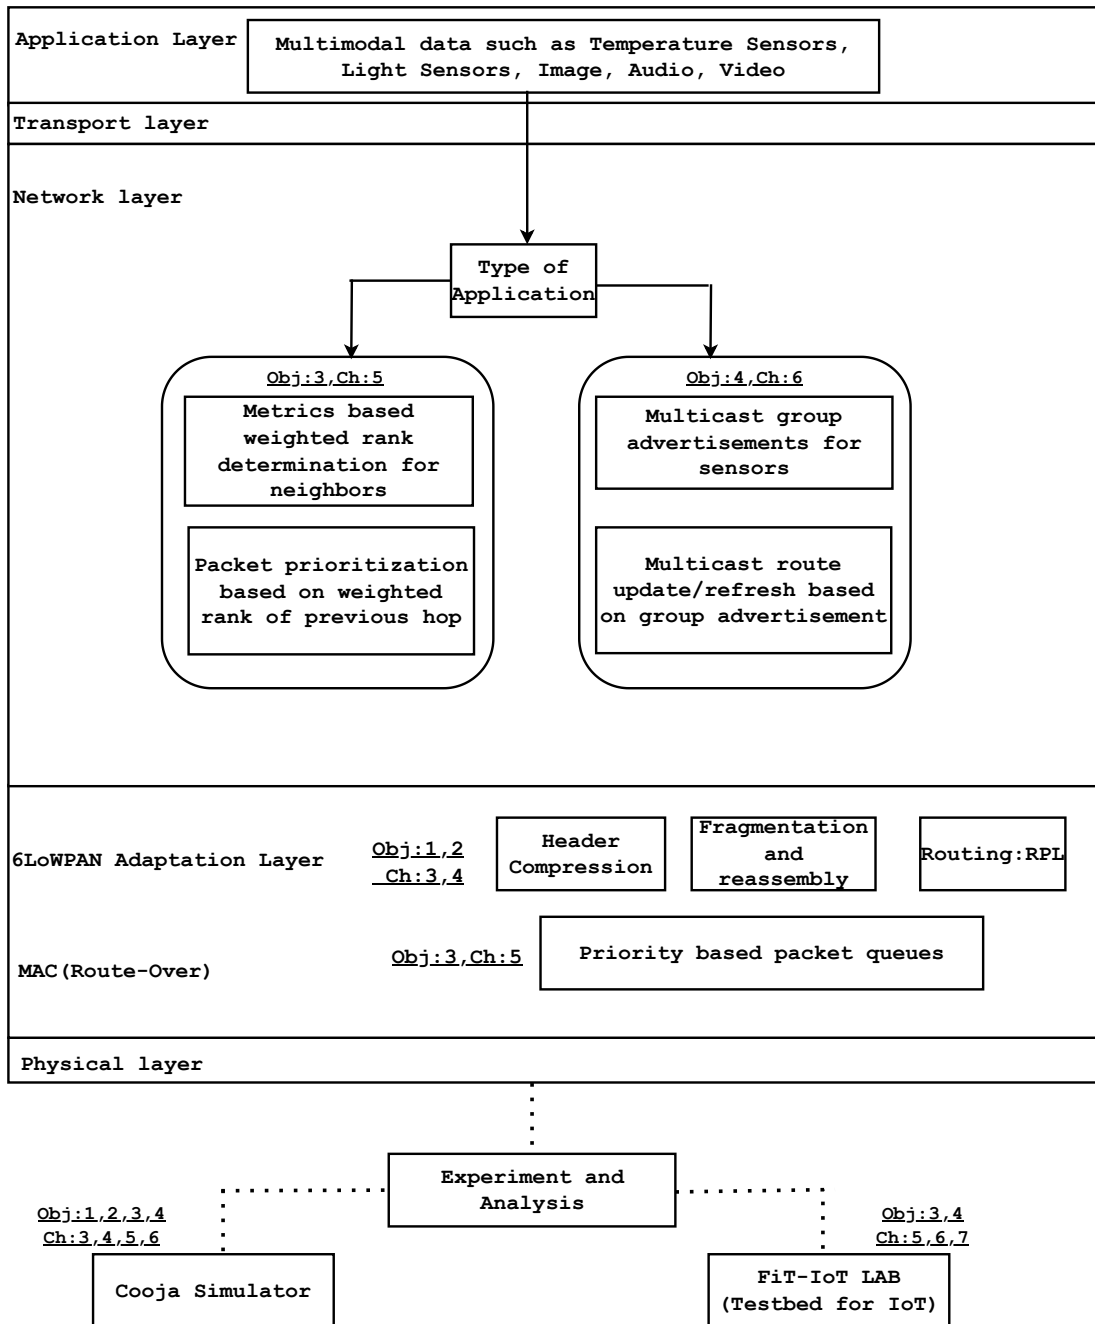 Application Layer
Multimodal data such as Temperature Sensors,
Light Sensors, Image, Audio, Video
Transport layer
Network layer
Type of
Application
Obj:3,Ch:5
Metrics based
weighted rank
determination for
neighbors
Packet prioritization
based on weighted
rank of previous hop
Obj:4,Ch:6
Multicast group
advertisements for
sensors
Multicast route
update/refresh based
on group advertisement
6LoWPAN Adaptation Layer
Obj:1,2
Ch:3,4
Header
Compression
Fragmentation
and
reassembly
Routing:RPL
MAC(Route-Over)
Obj:3,Ch:5
Priority based packet queues
Physical layer
Experiment and
Analysis
Obj:1,2,3,4
Ch:3,4,5,6
Cooja Simulator
Obj:3,4
Ch:5,6,7
FiT-IoT LAB
(Testbed for IoT)